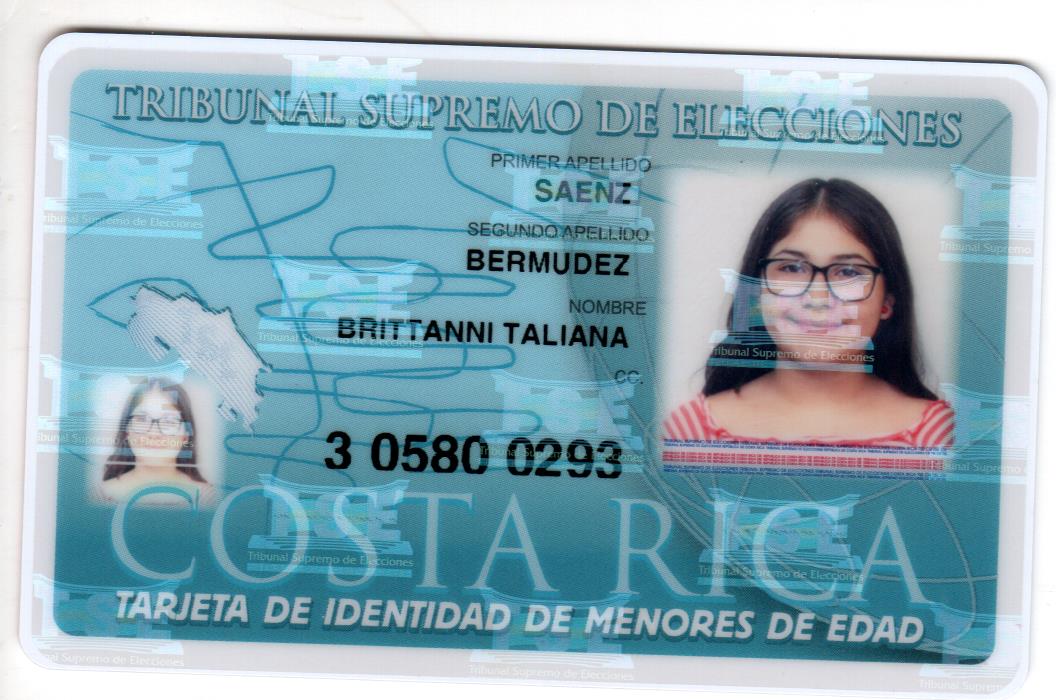 TRIBUNAL SUPREMO DE ELECCIONES
PRIMER APELLIDO
SAENZ
SEGUNDO APELLIDO
BERMUDEZ
NOMBRE
BRITTANNI TALIANA
CC.
3 0580 0293
COSTA RICA
TARJETA DE IDENTIDAD DE MENORES DE EDAD
TSE
Tribunal Supremo de Elecciones